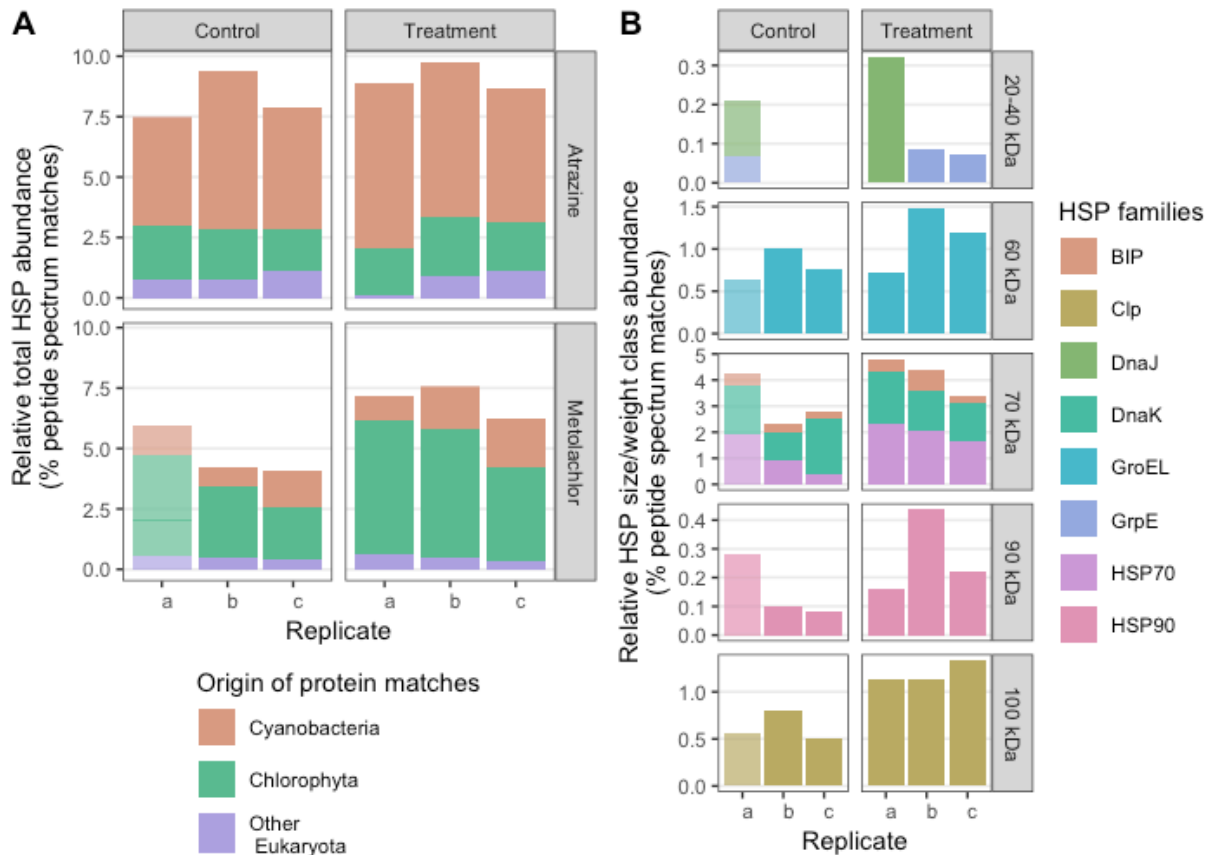 A
Control
Treatment
Relative total HSP abundance
(% peptide spectrum matches)
10.0
7.5
5.0
2.5
0.0
Atrazine
10.0
7.5
5.0
2.5
0.0
Metolachlor
a
b
c
a
b
c
Replicate
Origin of protein matches
Cyanobacteria
Chlorophyta
Other
Eukaryota
B
Control
Treatment
Relative HSP size/weight class abundance
(% peptide spectrum matches)
0.3
0.2
0.1
0.0
20-40 kDa
1.5
1.0
0.5
0.0
60 kDa
5
4
3
2
1
0
70 kDa
0.4
0.3
0.2
0.1
0.0
90 kDa
1.0
0.5
0.0
100 kDa
a
b
c
a
b
c
Replicate
HSP families
BIP
Clp
DnaJ
DnaK
GroEL
GrpE
HSP70
HSP90